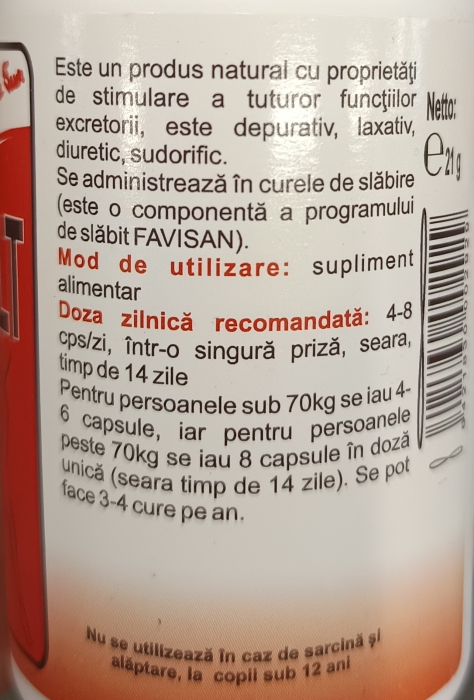 Este un produs natural cu proprietăţi
de stimulare a tuturor funcţiilor
excretorii, este depurativ, laxativ,
diuretic, sudorific.
Se administrează în curele de slăbire
(este o componentă a programului
de slăbit FAVISAN).
Mod de utilizare: supliment
alimentar
Doza zilnică recomandată: 4-8
cps/zi, într-o singură priză, seara,
timp de 14 zile
Pentru persoanele sub 70kg se iau 4-
6 capsule, iar pentru persoanele
peste 70kg se iau 8 capsule în doză
unică (seara timp de 14 zile). Se pot
face 3-4 cure pe an.
Netto:
e21g
Nu se utilizează în caz de sarcină şi
alăptare, la copii sub 12 ani